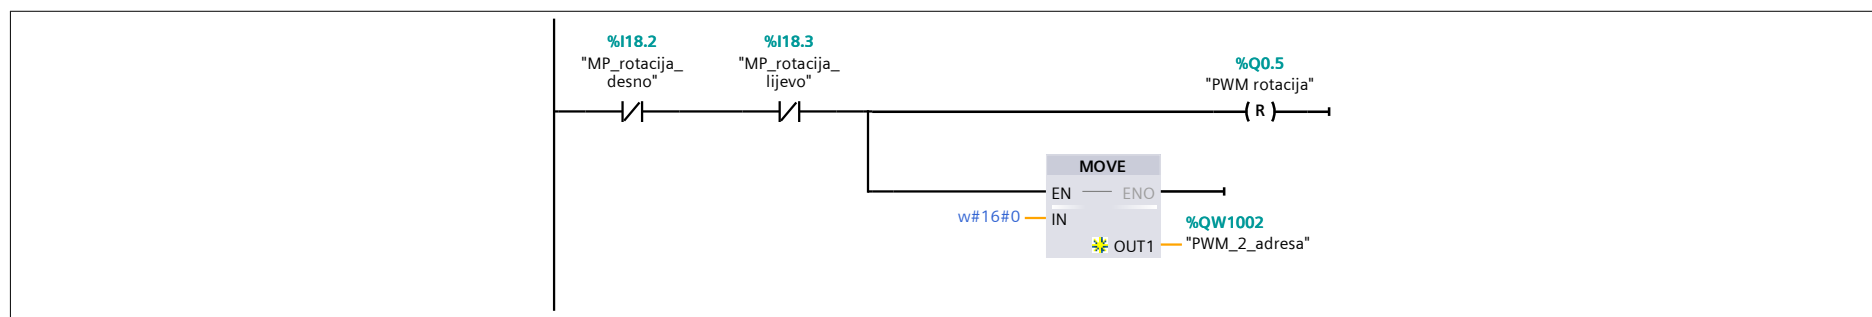 %I18.2
"MP_rotacija_
desno"
%I18.3
"MP_rotacija_
lijevo"
%Q0.5
"PWM rotacija"
R
MOVE
EN
ENO
w#16#0
IN
%QW1002
OUT1
"PWM_2_adresa"